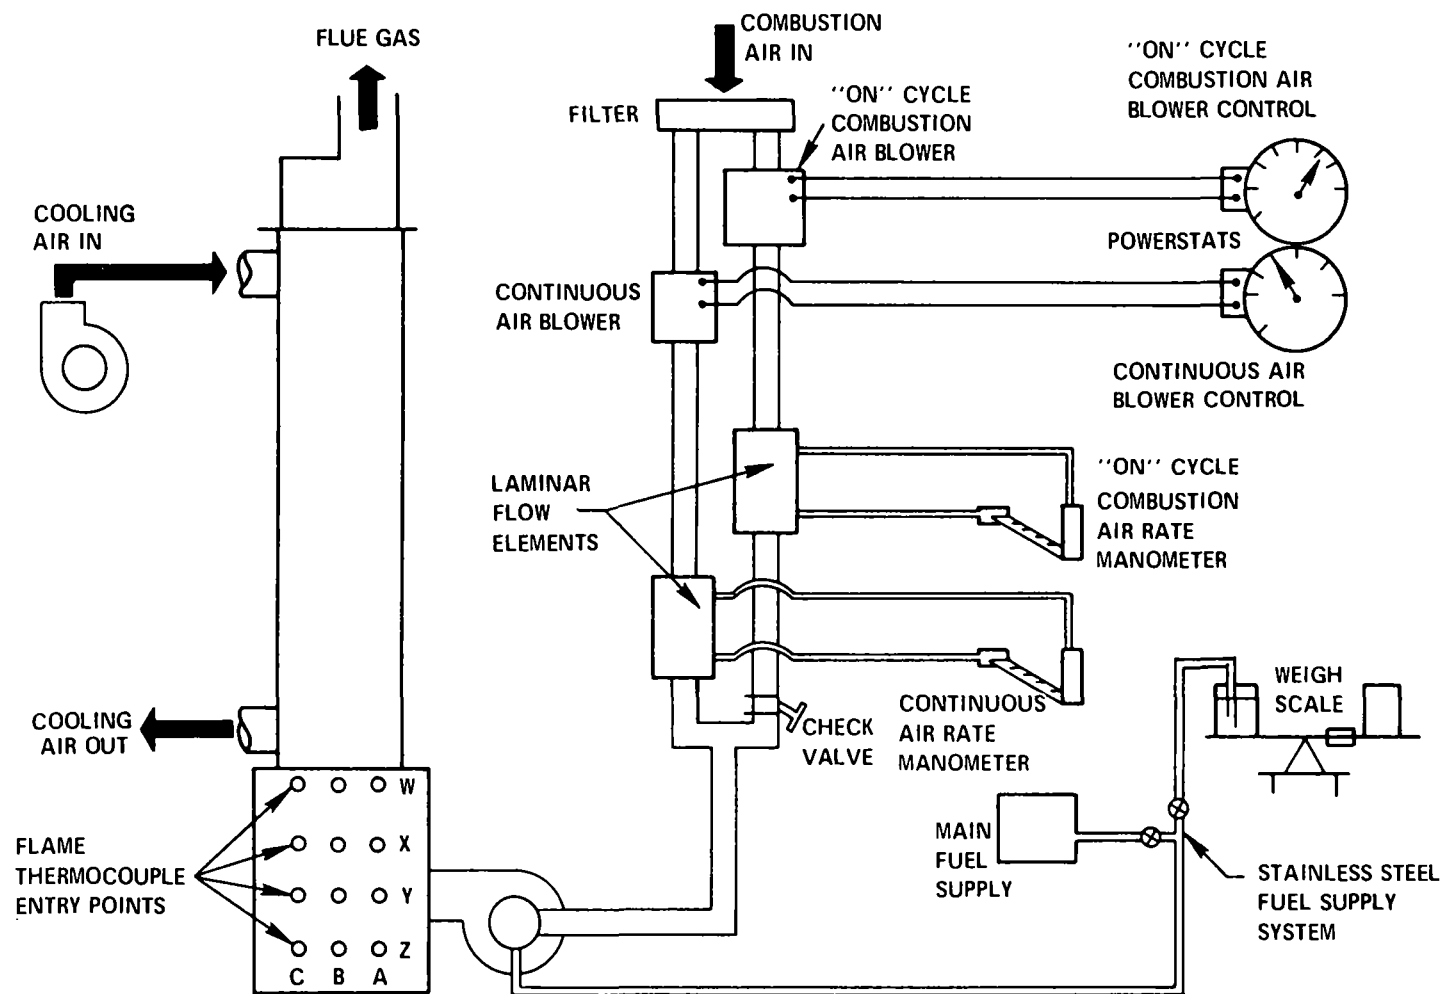 FLUE GAS
COMBUSTION
AIR IN
"ON" CYCLE
COMBUSTION AIR
BLOWER CONTROL
FILTER
"ON" CYCLE
COMBUSTION
AIR BLOWER
COOLING
AIR IN
POWERSTATS
CONTINUOUS
AIR BLOWER
CONTINUOUS AIR
BLOWER CONTROL
LAMINAR
FLOW
ELEMENTS
"ON" CYCLE
COMBUSTION
AIR RATE
MANOMETER
COOLING
AIR OUT
CHECK
VALVE
CONTINUOUS
AIR RATE
MANOMETER
WEIGH
SCALE
W
X
Y
Z
C B A
FLAME
THERMOCOUPLE
ENTRY POINTS
MAIN
FUEL
SUPPLY
STAINLESS STEEL
FUEL SUPPLY
SYSTEM